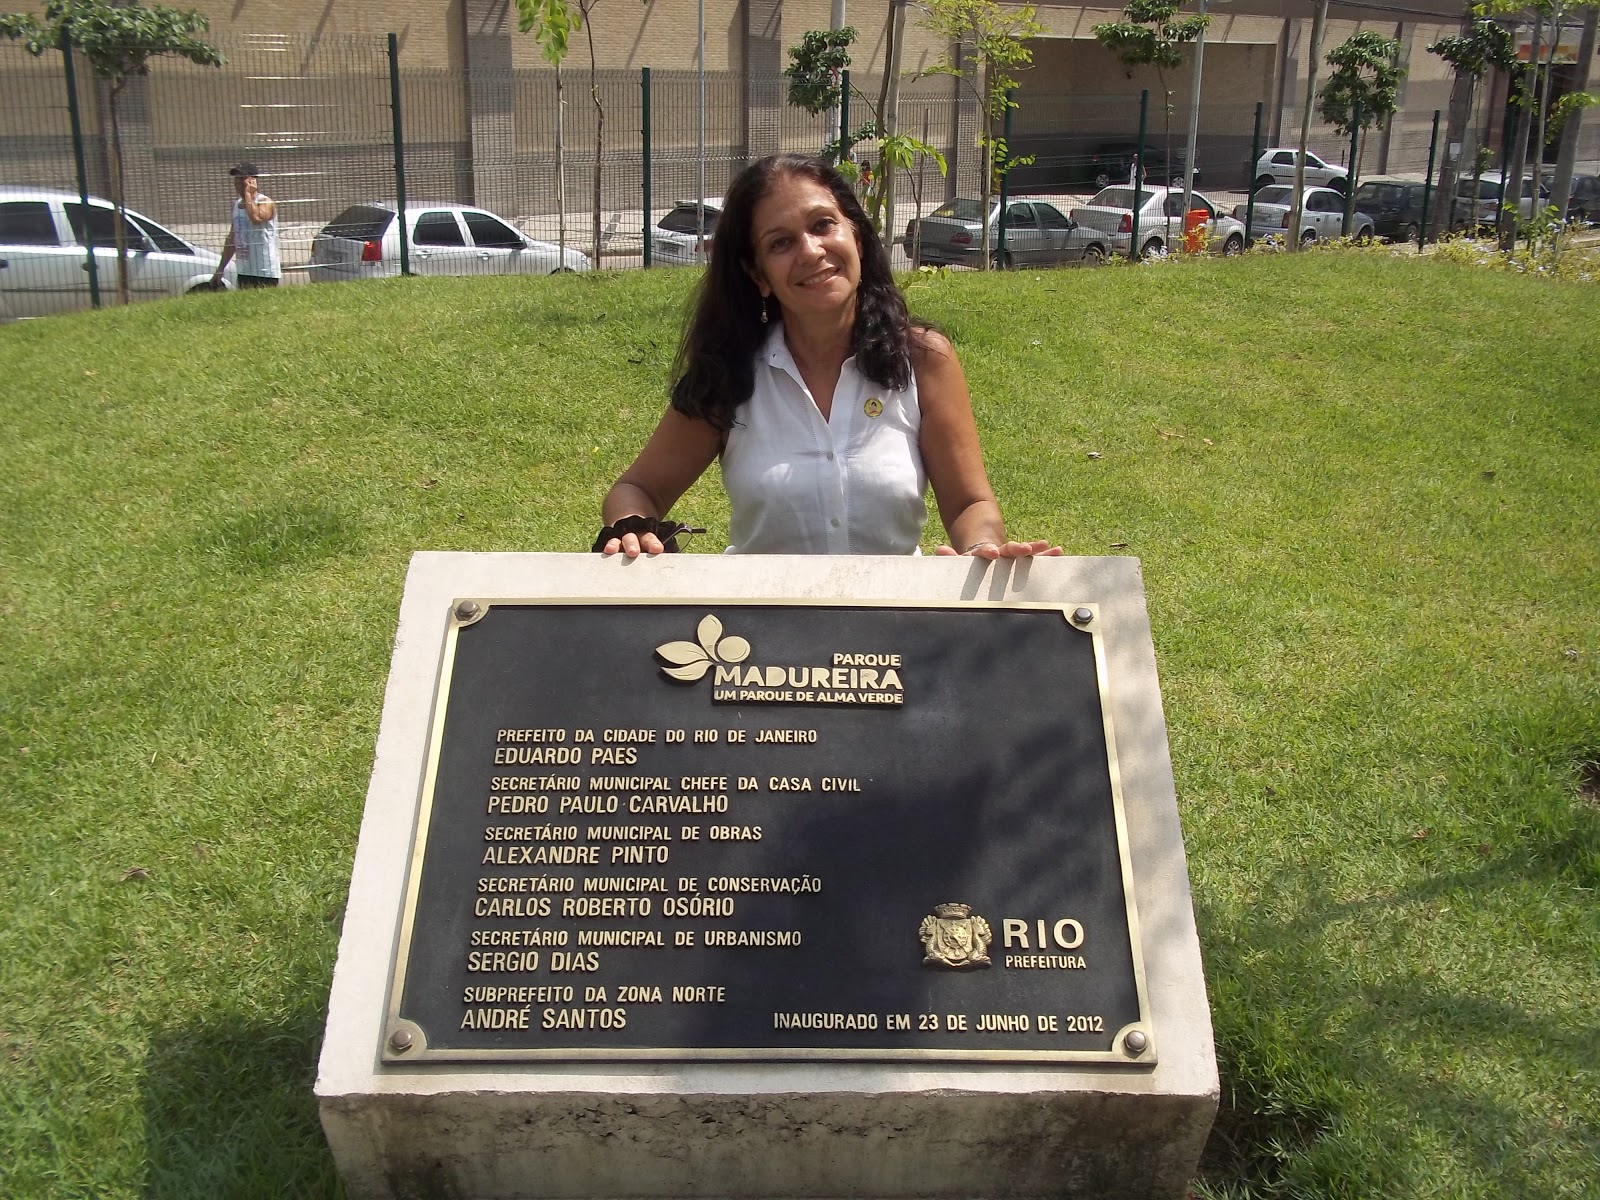 PARQUE
MADUREIRA
UM PARQUE DE ALMA VERDE
PREFEITO DA CIDADE DO RIO DE JANEIRO
EDUARDO PAES
SECRETÁRIO MUNICIPAL CHEFE DA CASA CIVIL
PEDRO PAULO CARVALHO
SECRETÁRIO MUNICIPAL DE OBRAS
ALEXANDRE PINTO
SECRETÁRIO MUNICIPAL DE CONSERVAÇÃO
CARLOS ROBERTO OSÓRIO
SECRETÁRIO MUNICIPAL DE URBANISMO
SERGIO DIAS
SUBPREFEITO DA ZONA NORTE
ANDRÉ SANTOS
RIO
PREFEITURA
INAUGURADO EM 23 DE JUNHO DE 2012